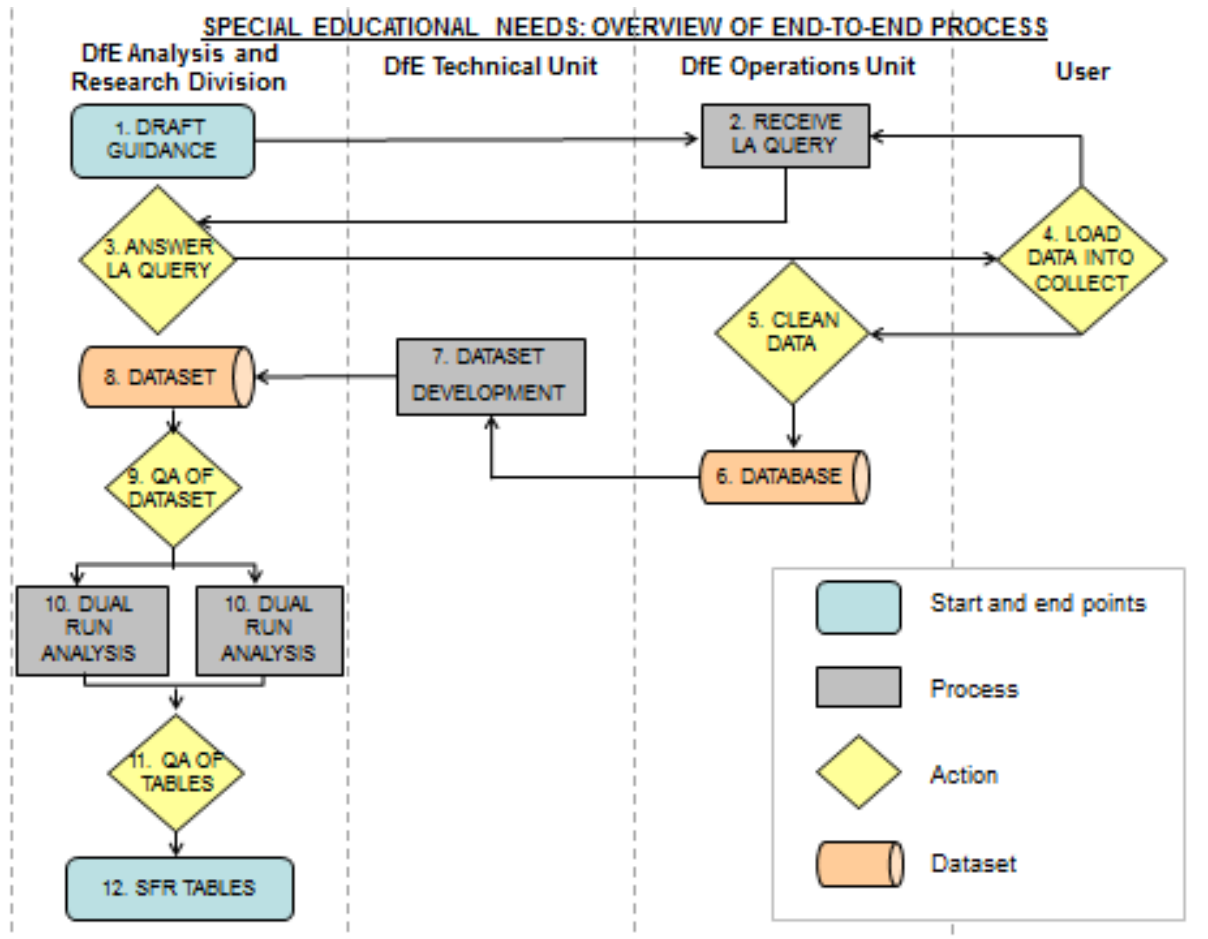 SPECIAL EDUCATIONAL NEEDS: OVERVIEW OF END-TO-END PROCESS
DfE Analysis and
Research Division
DfE Technical Unit
DfE Operations Unit
User
1. DRAFT
GUIDANCE
2. RECEIVE
LA QUERY
3. ANSWER
LA QUERY
4. LOAD
DATA INTO
COLLECT
5. CLEAN
DATA
6. DATABASE
7. DATASET
DEVELOPMENT
8. DATASET
9. QA OF
DATASET
10. DUAL
RUN
ANALYSIS
10. DUAL
RUN
ANALYSIS
11. QA OF
TABLES
12. SFR TABLES
Start and end points
Process
Action
Dataset